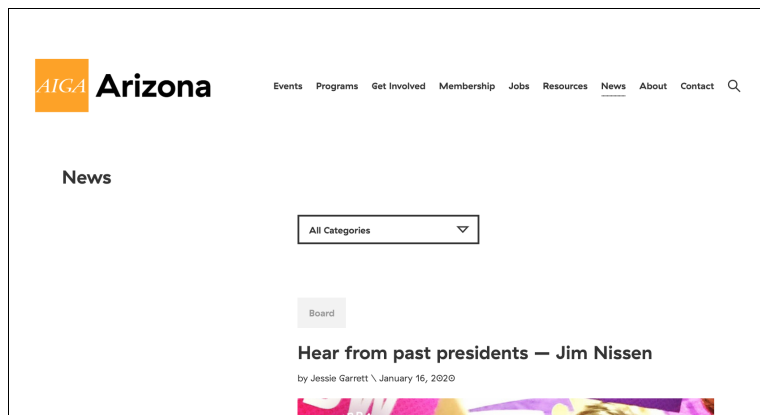 AIGA Arizona
Events Programs Get Involved Membership Jobs Resources News About Contact
News
All Categories
Board
Hear from past presidents — Jim Nissen
by Jessie Garrett \ January 16, 2020